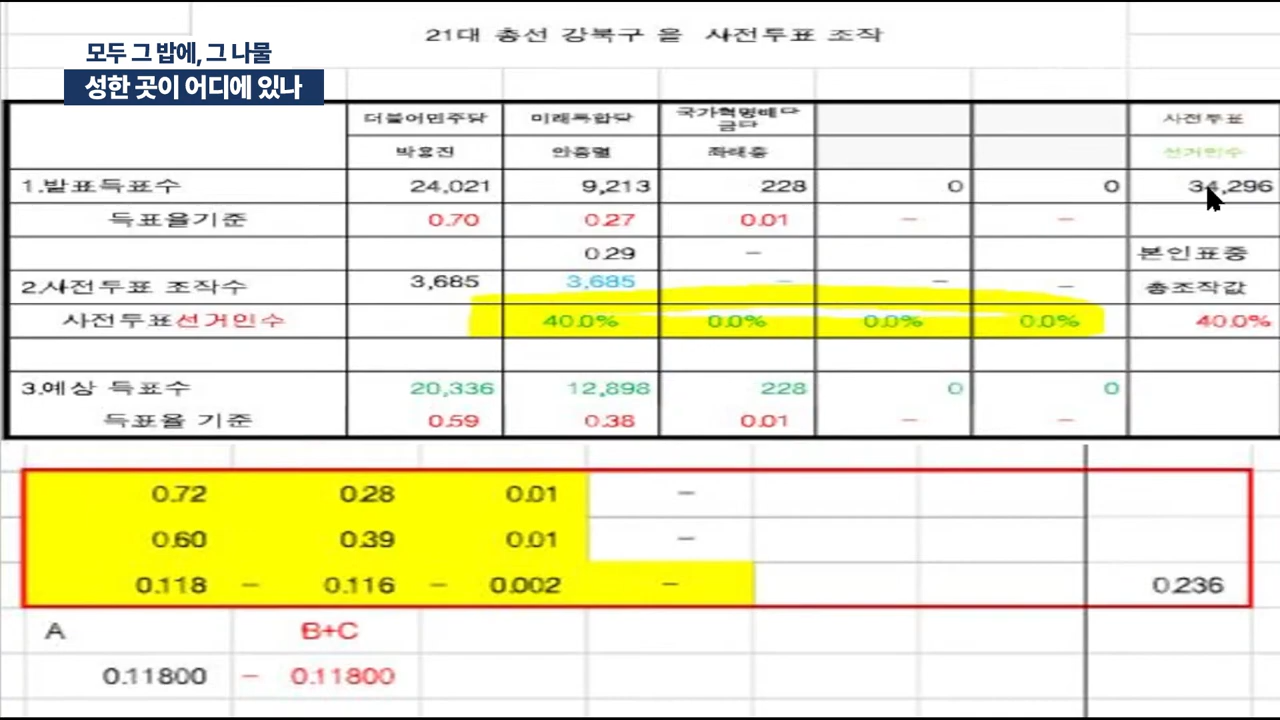 21대 총선 강북구 을 사전투표 조작
모두 그 밥에, 그 나물
성한 곳이 어디에 있나
더불어민주당 미래통합당 국가혁명배당금당 사전투표
박용진 안홍렬 선거인수
1.발표득표수 24,021 9,213 228 0 0 34,296
득표율기준 0.70 0.27 0.01 – –
0.29 – 본인표중
2.사전투표 조작수 3,685 3,685 – – – 총조작값
사전투표선거인수 40.0% 0.0% 0.0% 0.0% 40.0%
3.예상 득표수 20,336 12,898 228 0 0
득표율 기준 0.59 0.38 0.01 – –
0.72 0.28 0.01 –
0.60 0.39 0.01 –
0.118 – 0.116 – 0.002 – 0.236
A B+C
0.11800 – 0.11800